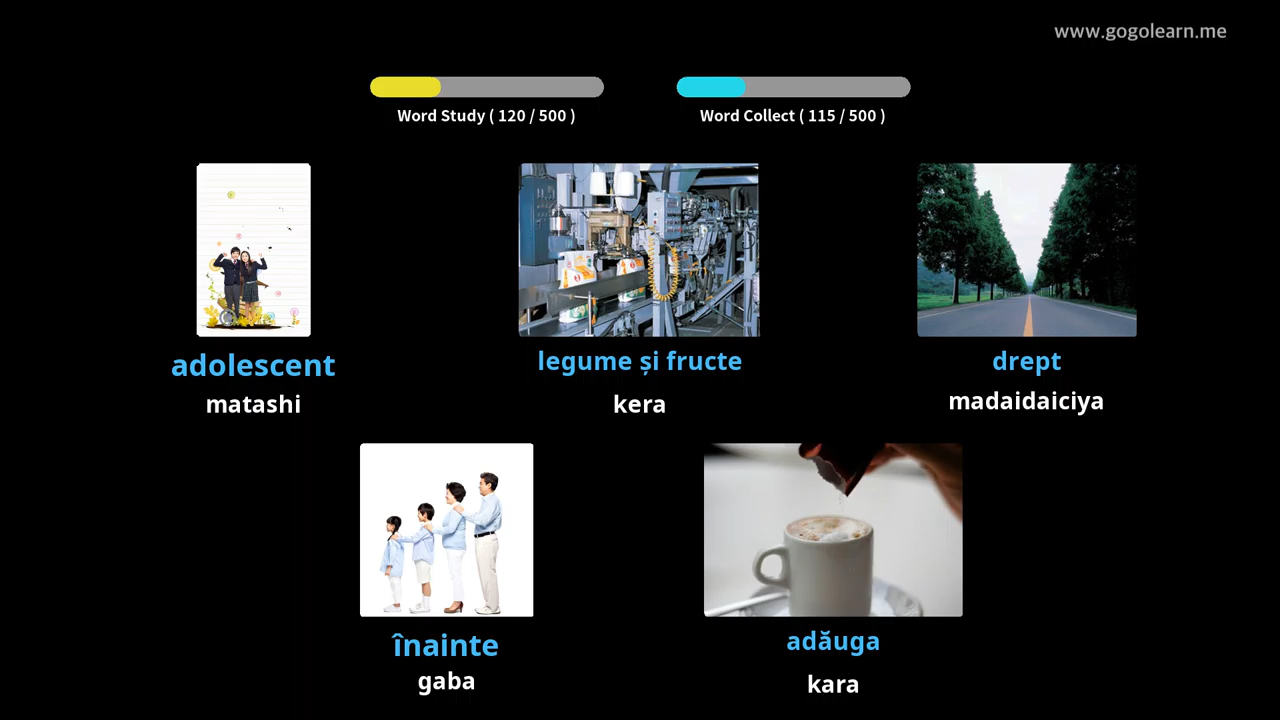 www.gogolearn.me
Word Study ( 120 / 500 )
Word Collect ( 115 / 500 )
adolescent
matashi
legume și fructe
kera
drept
madaidaiciya
înainte
gaba
adăuga
kara